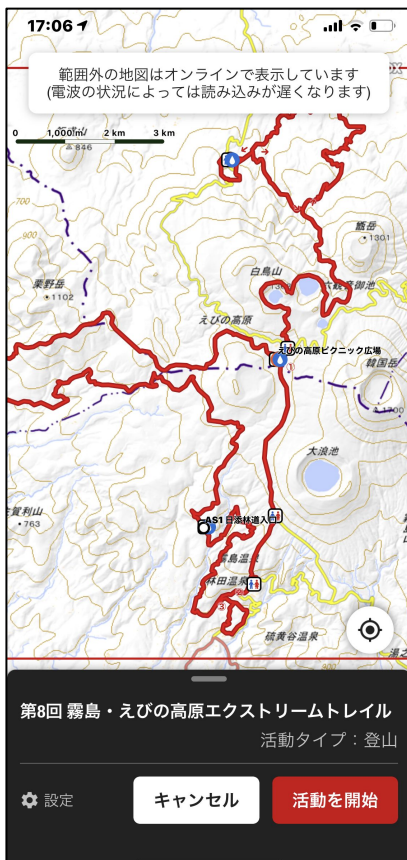 17:06
範囲外の地図はオンラインで表示しています
(電波の状況によっては読み込みが遅くなります)
0 1,000m 2 km 3 km
846
700
900
甑岳
1301
白鳥山
六観音御池
栗野岳
1102
えびの高原
えびの高原ピクニック広場
韓国岳
1700
大浪池
AS1 日添林道入口
763
霧島温
林田温泉
3
硫黄谷温泉
湯之
第8回 霧島・えびの高原エクストリームトレイル
活動タイプ：登山
設定
キャンセル
活動を開始